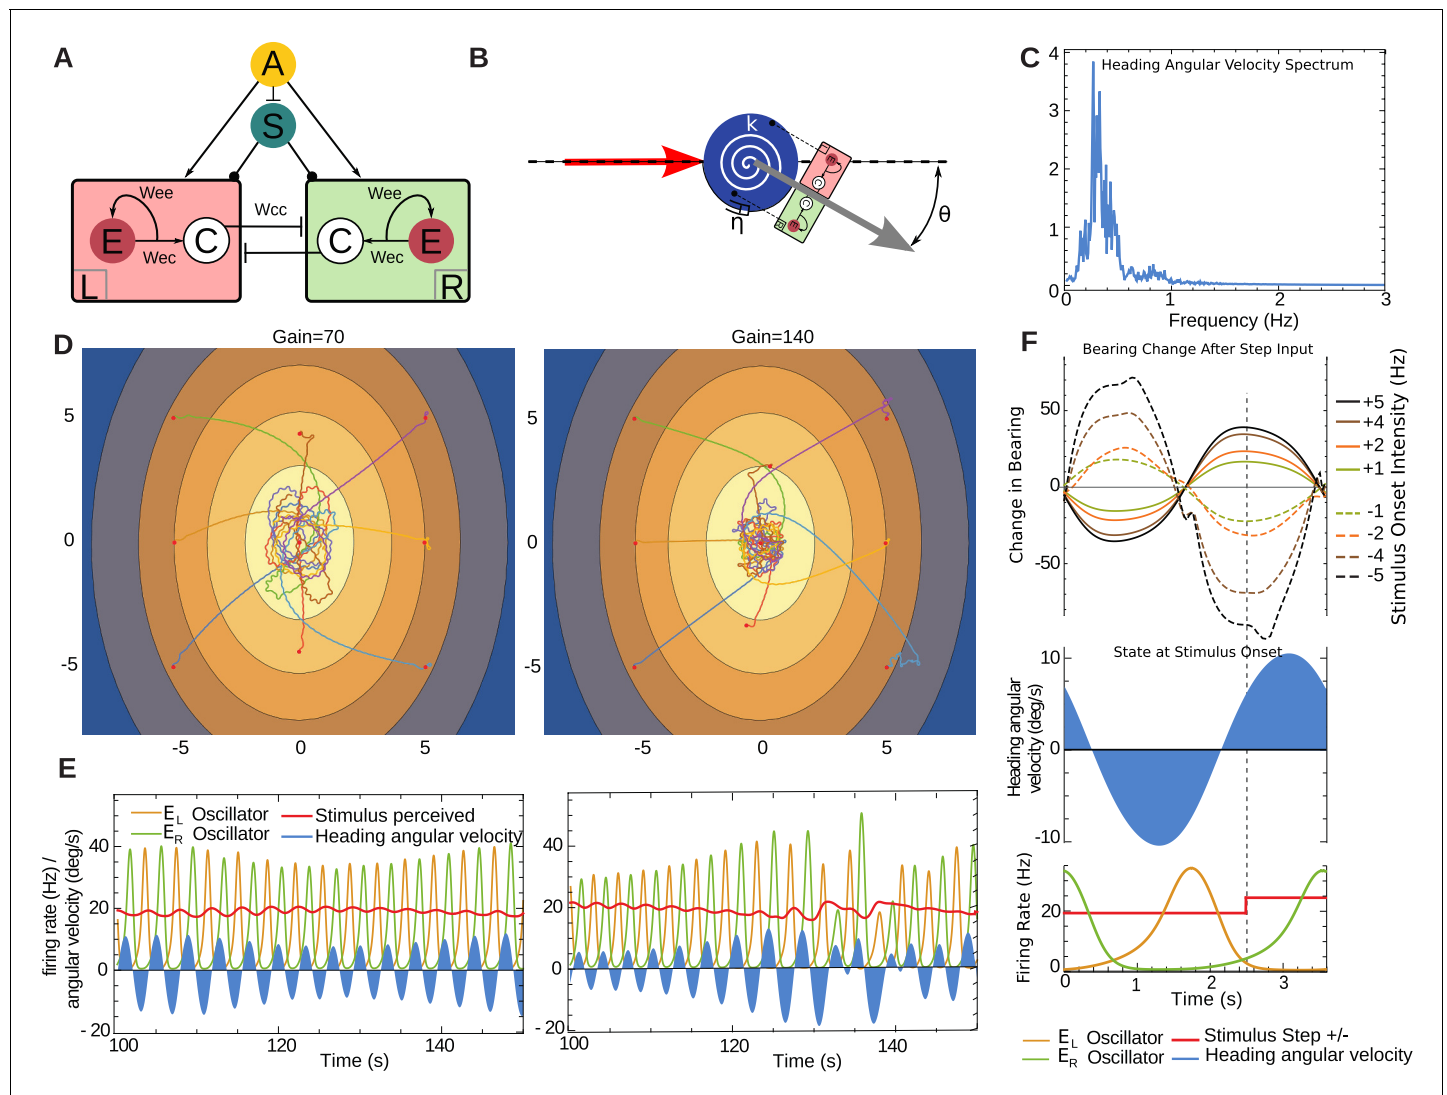 A
A
S
Wee
E
C
Wec
L
Wcc
Wee
C
E
Wec
R
B
k
η
θ
E
C
C
E
R
C
Heading Angular Velocity Spectrum
4
3
2
1
0
0
1
2
3
Frequency (Hz)
D
Gain=70
5
0
-5
-5
0
5
Gain=140
5
0
-5
-5
0
5
E
firing rate (Hz) /
angular velocity (deg/s)
EL Oscillator
ER Oscillator
Stimulus perceived
Heading angular velocity
40
20
0
-20
100
120
140
Time (s)
40
20
0
-20
100
120
140
Time (s)
F
Bearing Change After Step Input
Change in Bearing
50
0
-50
+5
+4
+2
+1
-1
-2
-4
-5
Stimulus Onset Intensity (Hz)
State at Stimulus Onset
Heading angular
velocity (deg/s)
10
0
-10
Firing Rate (Hz)
20
0
0
1
2
3
Time (s)
EL Oscillator
ER Oscillator
Stimulus Step +/-
Heading angular velocity